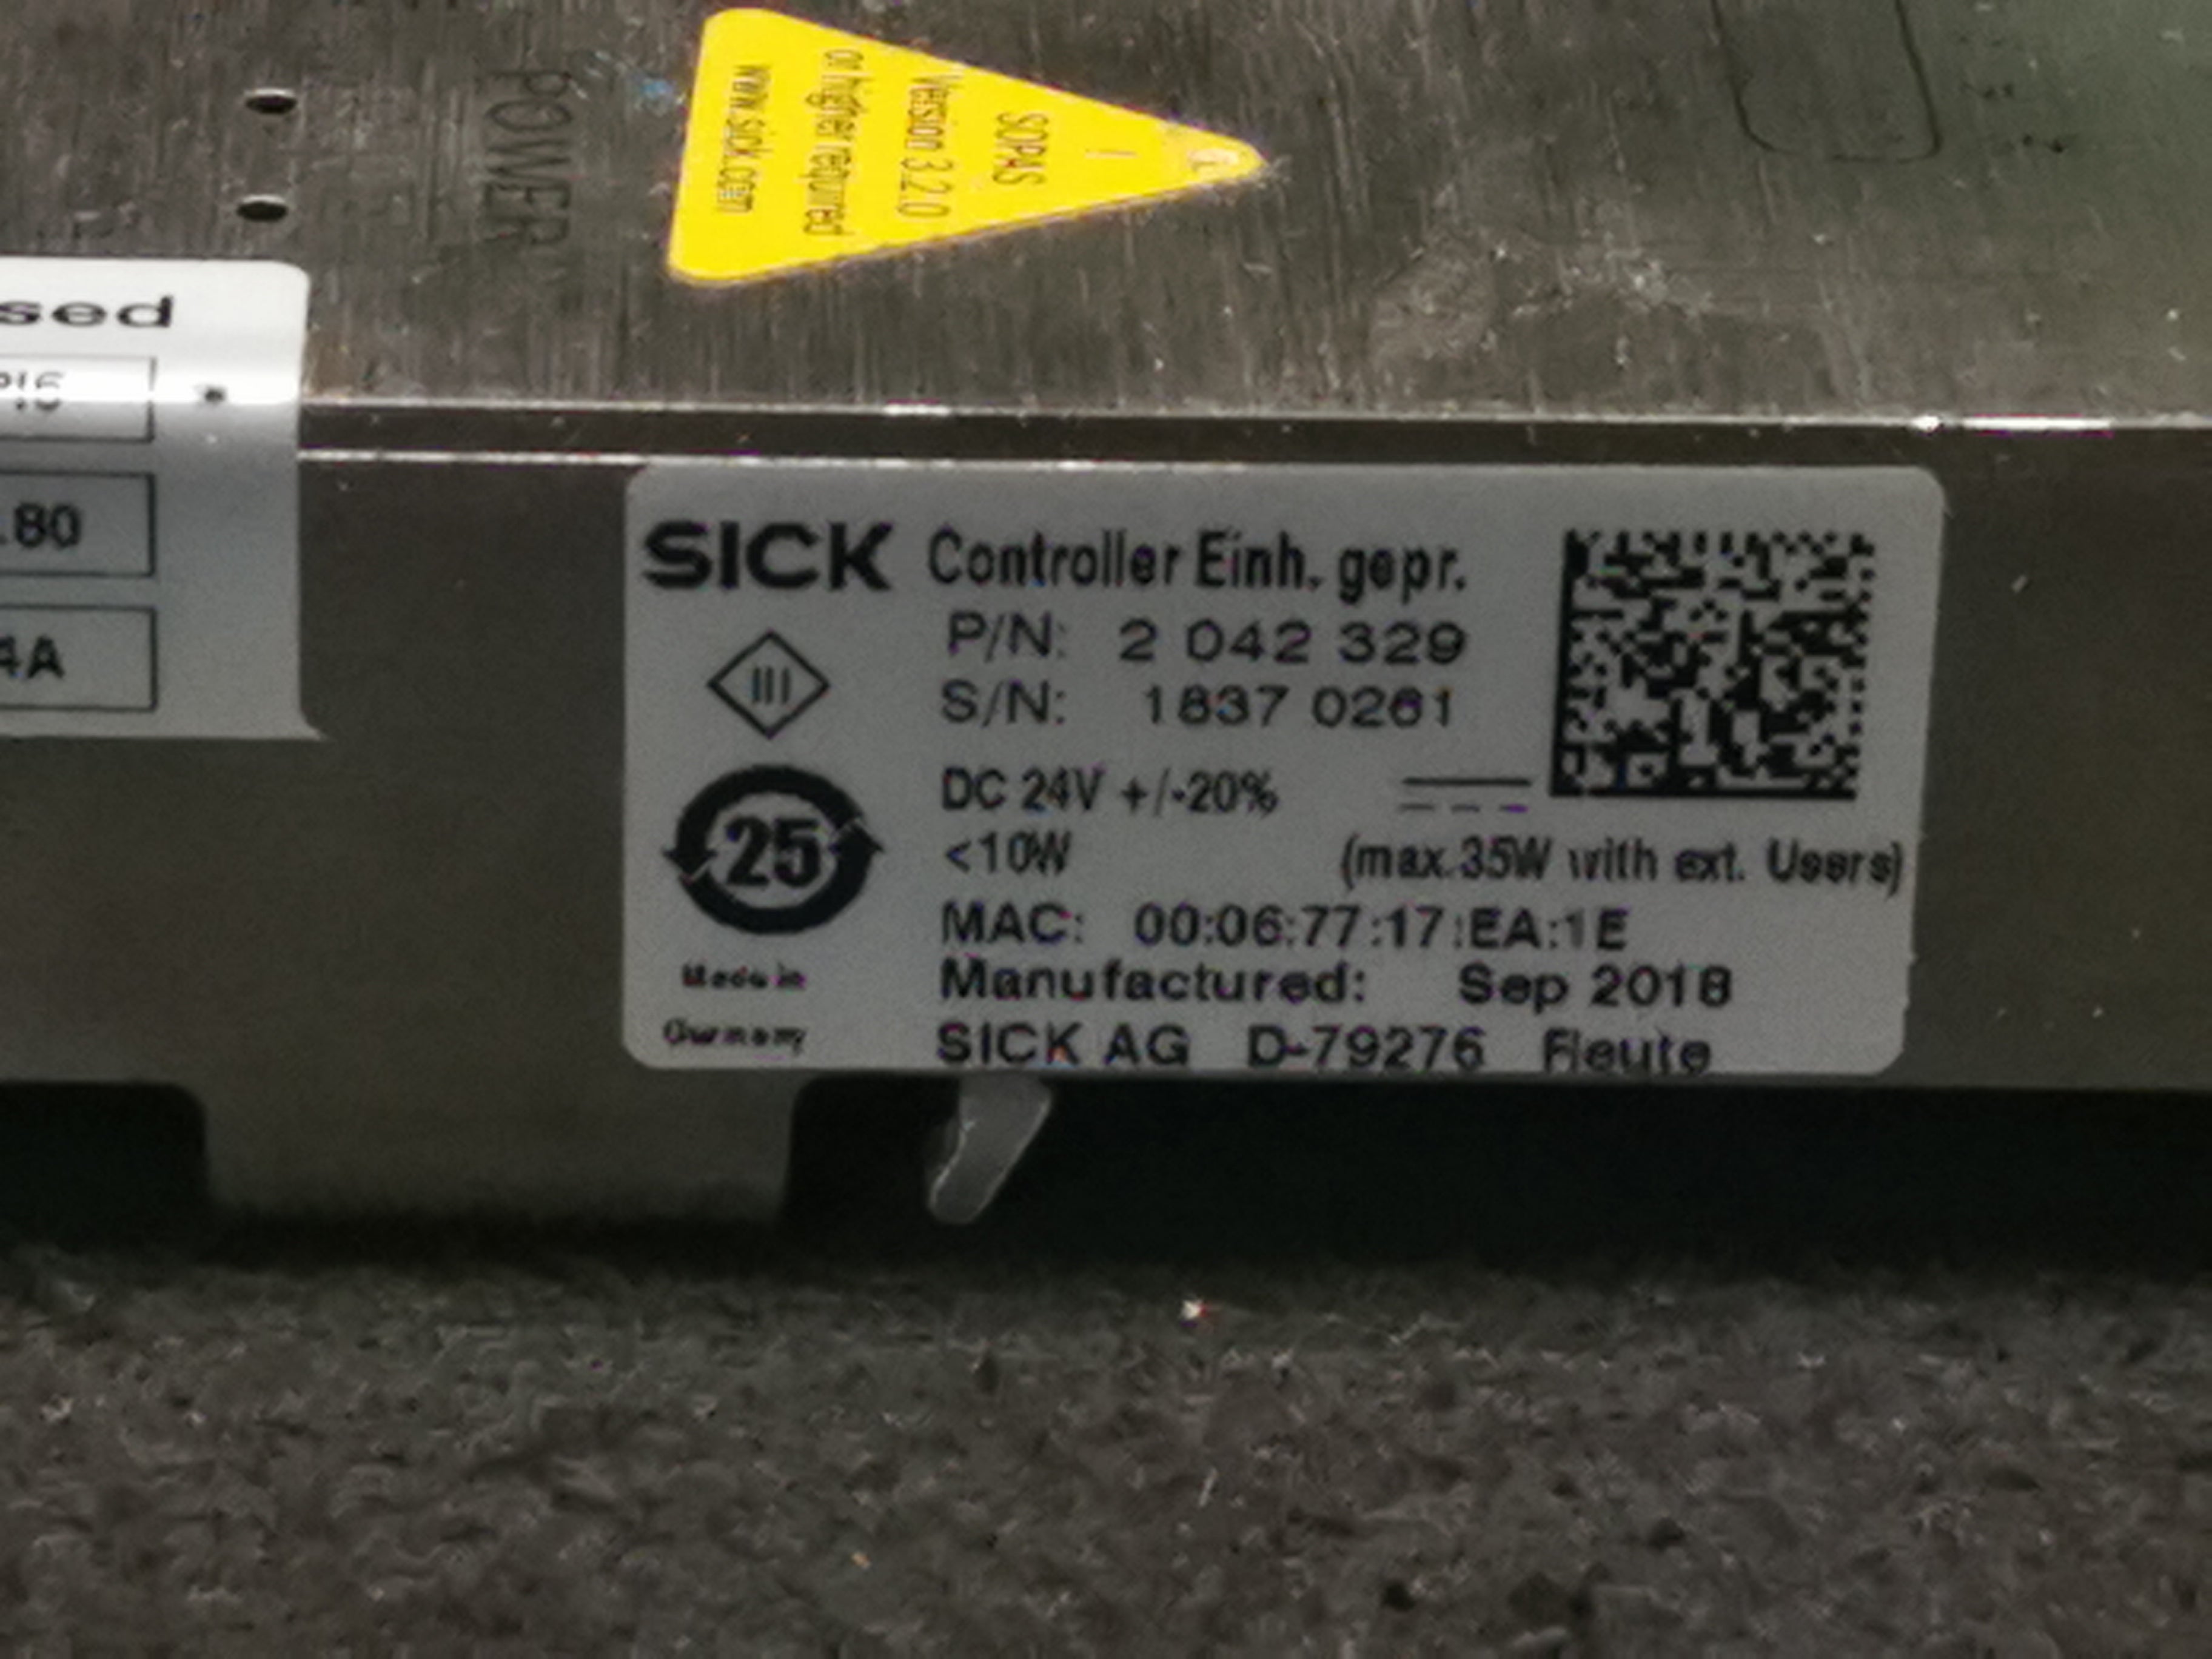 POWER
SOPAS
Version 3.2.0
or higher required
www.sick.com
sed
.80
4A
SICK Controller Einh. gepr.
P/N: 2 042 329
III
S/N: 1837 0261
DC 24V +/-20%
25
<10W (max.35W with ext. Users)
MAC: 00:06:77:17:EA:1E
Made in
Manufactured: Sep 2018
Germany
SICK AG D-79276 Reute